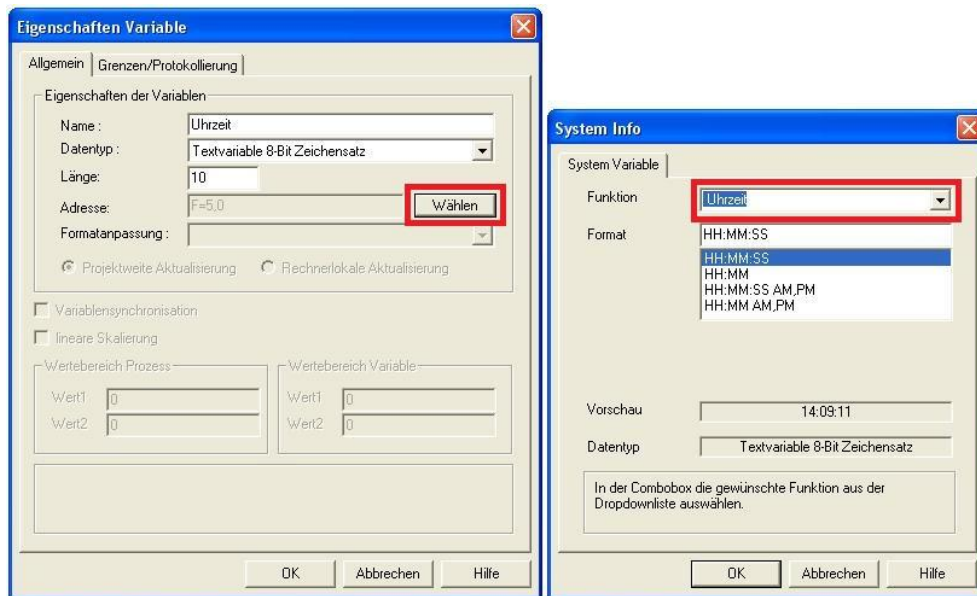 Eigenschaften Variable
Allgemein
Grenzen/Protokollierung
Eigenschaften der Variablen
Name :
Uhrzeit
Datentyp :
Textvariable 8-Bit Zeichensatz
Länge:
10
Adresse:
F=5,0
Wählen
Formatanpassung :
Projektweite Aktualisierung
Rechnerlokale Aktualisierung
Variablensynchronisation
lineare Skalierung
Wertebereich Prozess
Wert1
0
Wert2
0
Wertebereich Variable
Wert1
0
Wert2
0
OK
Abbrechen
Hilfe
System Info
System Variable
Funktion
Uhrzeit
Format
HH:MM:SS
HH:MM:SS
HH:MM
HH:MM:SS AM,PM
HH:MM AM,PM
Vorschau
14:09:11
Datentyp
Textvariable 8-Bit Zeichensatz
In der Combobox die gewünschte Funktion aus der
Dropdownliste auswählen.
OK
Abbrechen
Hilfe